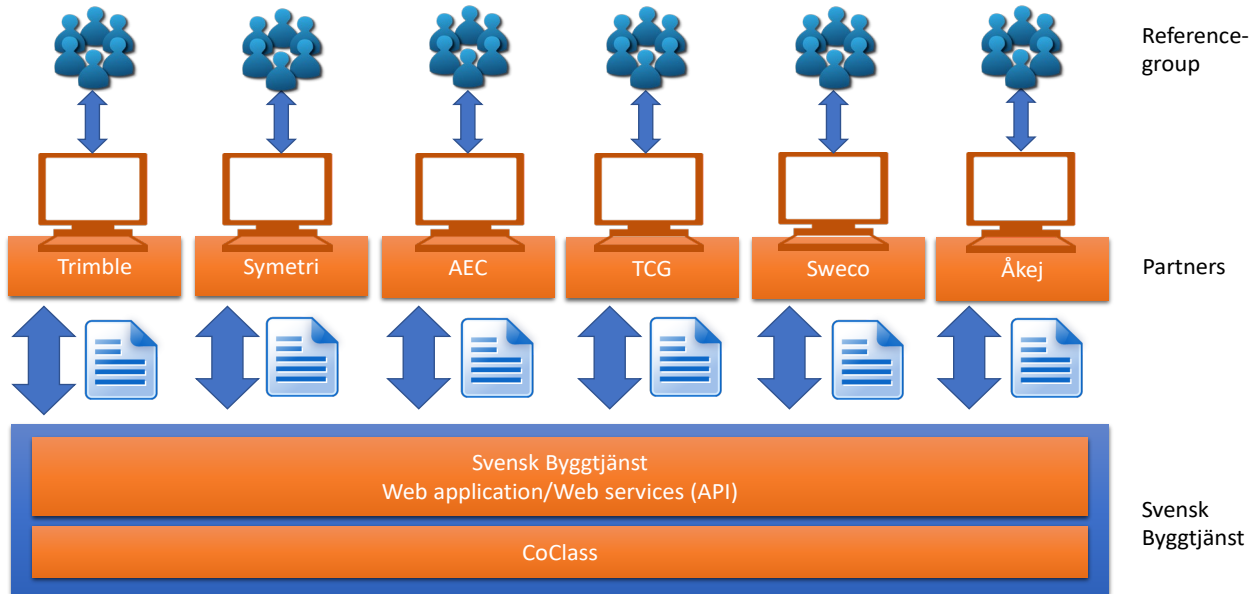 Reference-
group
Trimble
Symetri
AEC
TCG
Sweco
Åkej
Partners
Svensk Byggtjänst
Web application/Web services (API)
CoClass
Svensk
Byggtjänst